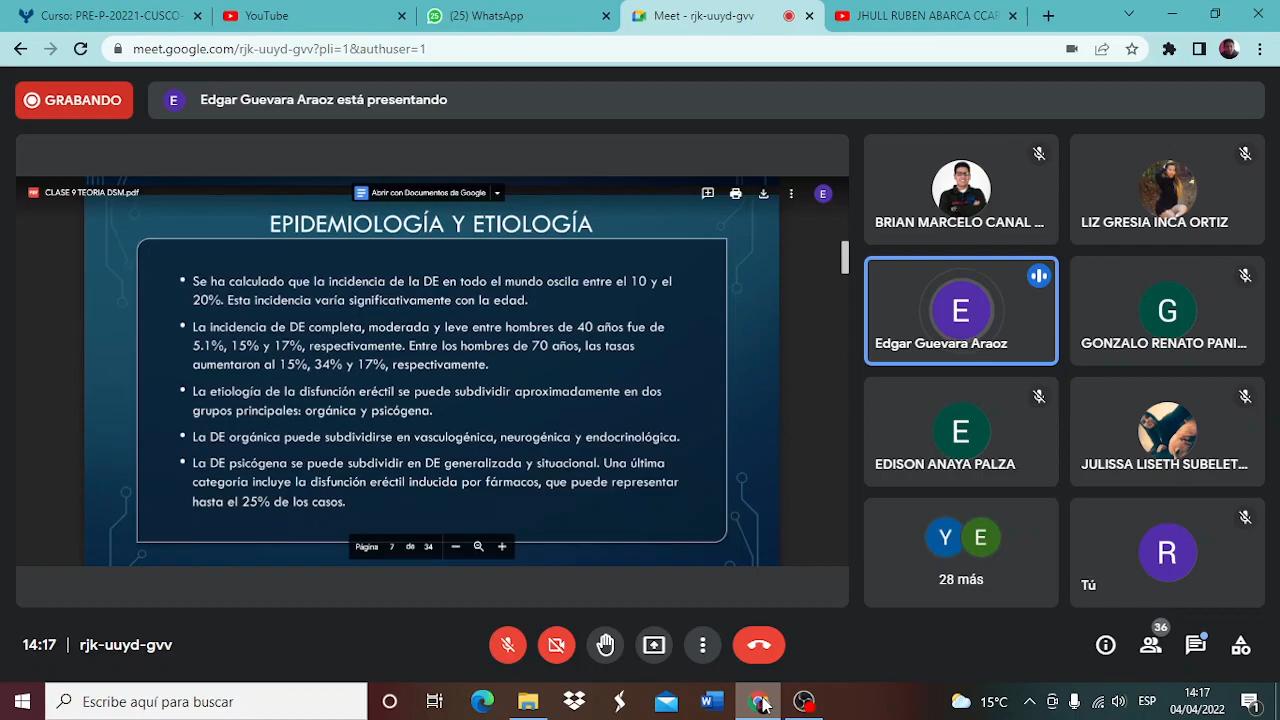 Curso: PRE-P-20221-CUSCO-
YouTube
(25) WhatsApp
Meet - rjk-uuyd-gvv
JHULL RUBEN ABARCA CCAR
meet.google.com/rjk-uuyd-gvv?pli=1&authuser=1
GRABANDO
E
Edgar Guevara Araoz está presentando
PDF
CLASE 9 TEORIA DSM.pdf
Abrir con Documentos de Google
E
EPIDEMIOLOGÍA Y ETIOLOGÍA
• Se ha calculado que la incidencia de la DE en todo el mundo oscila entre el 10 y el
20%. Esta incidencia varía significativamente con la edad.
• La incidencia de DE completa, moderada y leve entre hombres de 40 años fue de
5.1%, 15% y 17%, respectivamente. Entre los hombres de 70 años, las tasas
aumentaron al 15%, 34% y 17%, respectivamente.
• La etiología de la disfunción eréctil se puede subdividir aproximadamente en dos
grupos principales: orgánica y psicógena.
• La DE orgánica puede subdividirse en vasculogénica, neurogénica y endocrinológica.
• La DE psicógena se puede subdividir en DE generalizada y situacional. Una última
categoría incluye la disfunción eréctil inducida por fármacos, que puede representar
hasta el 25% de los casos.
Página 7 de 34
BRIAN MARCELO CANAL ...
LIZ GRESIA INCA ORTIZ
E
Edgar Guevara Araoz
G
GONZALO RENATO PANI...
E
EDISON ANAYA PALZA
JULISSA LISETH SUBELET...
Y E
28 más
R
Tú
14:17 | rjk-uuyd-gvv
36
Escribe aquí para buscar
15°C
ESP
14:17
04/04/2022